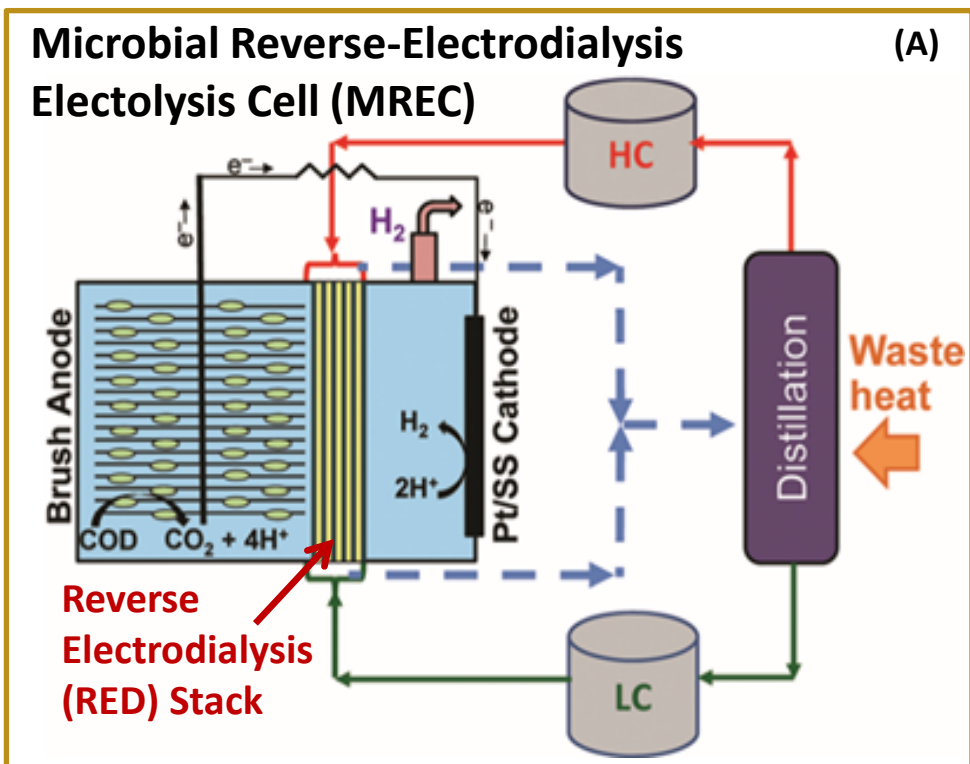 Microbial Reverse-Electrodialysis
Electolysis Cell (MREC)
(A)
HC
e⁻
e⁻
e⁻
H₂
Brush Anode
Pt/SS Cathode
H₂
2H⁺
COD
CO₂ + 4H⁺
Distillation
Waste
heat
Reverse
Electrodialysis
(RED) Stack
LC